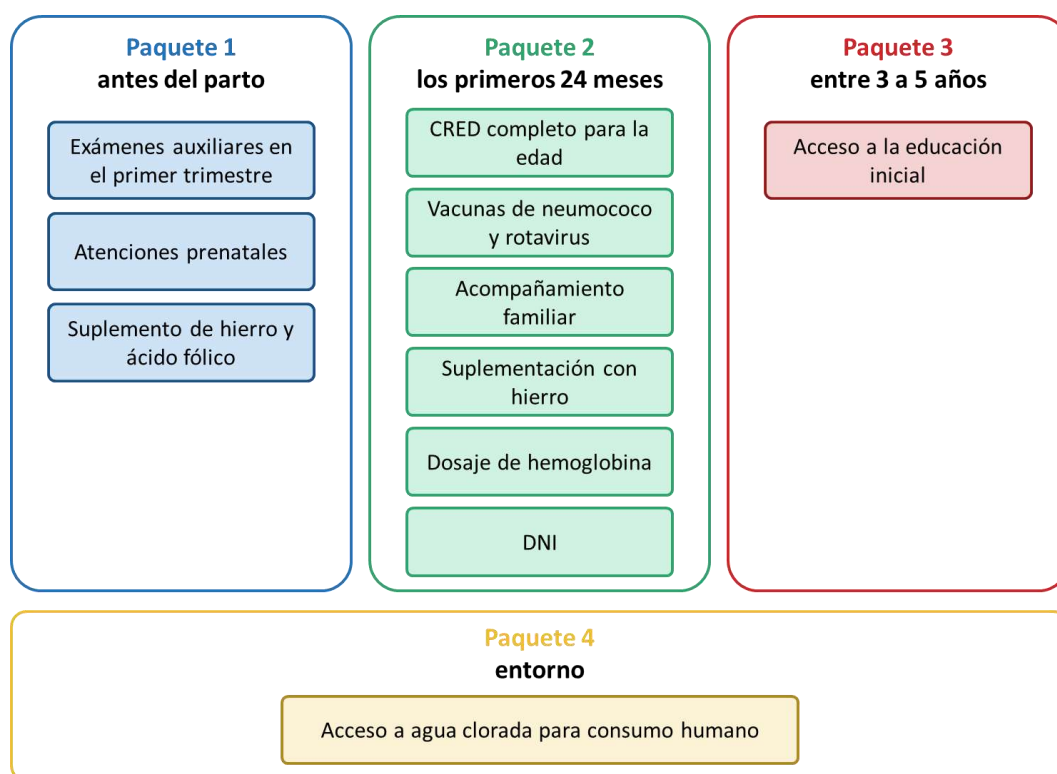 Paquete 1
antes del parto
Exámenes auxiliares en
el primer trimestre
Atenciones prenatales
Suplemento de hierro y
ácido fólico
Paquete 2
los primeros 24 meses
CRED completo para la
edad
Vacunas de neumococo
y rotavirus
Acompañamiento
familiar
Suplementación con
hierro
Dosaje de hemoglobina
DNI
Paquete 3
entre 3 a 5 años
Acceso a la educación
inicial
Paquete 4
entorno
Acceso a agua clorada para consumo humano